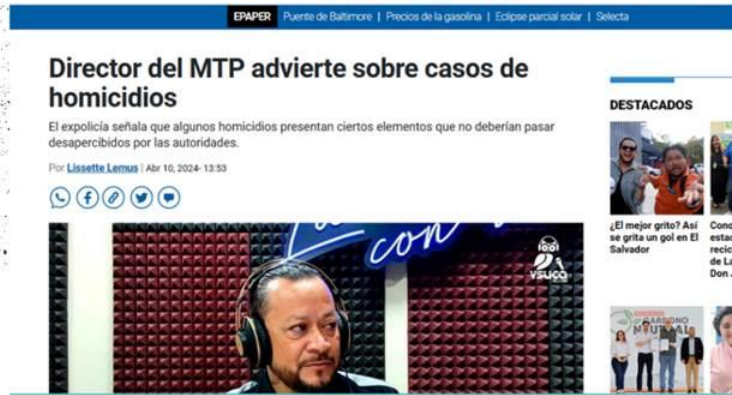 EPAPER Puente de Baltimore | Precios de la gasolina | Eclipse parcial solar | Selecta
Director del MTP advierte sobre casos de
homicidios
El expolicía señala que algunos homicidios presentan ciertos elementos que no deberían pasar
desapercibidos por las autoridades.
Por Lissette Lemus | Abr 10, 2024- 13:53
con
YSUCA
DESTACADOS
¿El mejor grito? Así
se grita un gol en El
Salvador
Cono
estac
recic
de La
Don
CARBONO
NEUTRAL